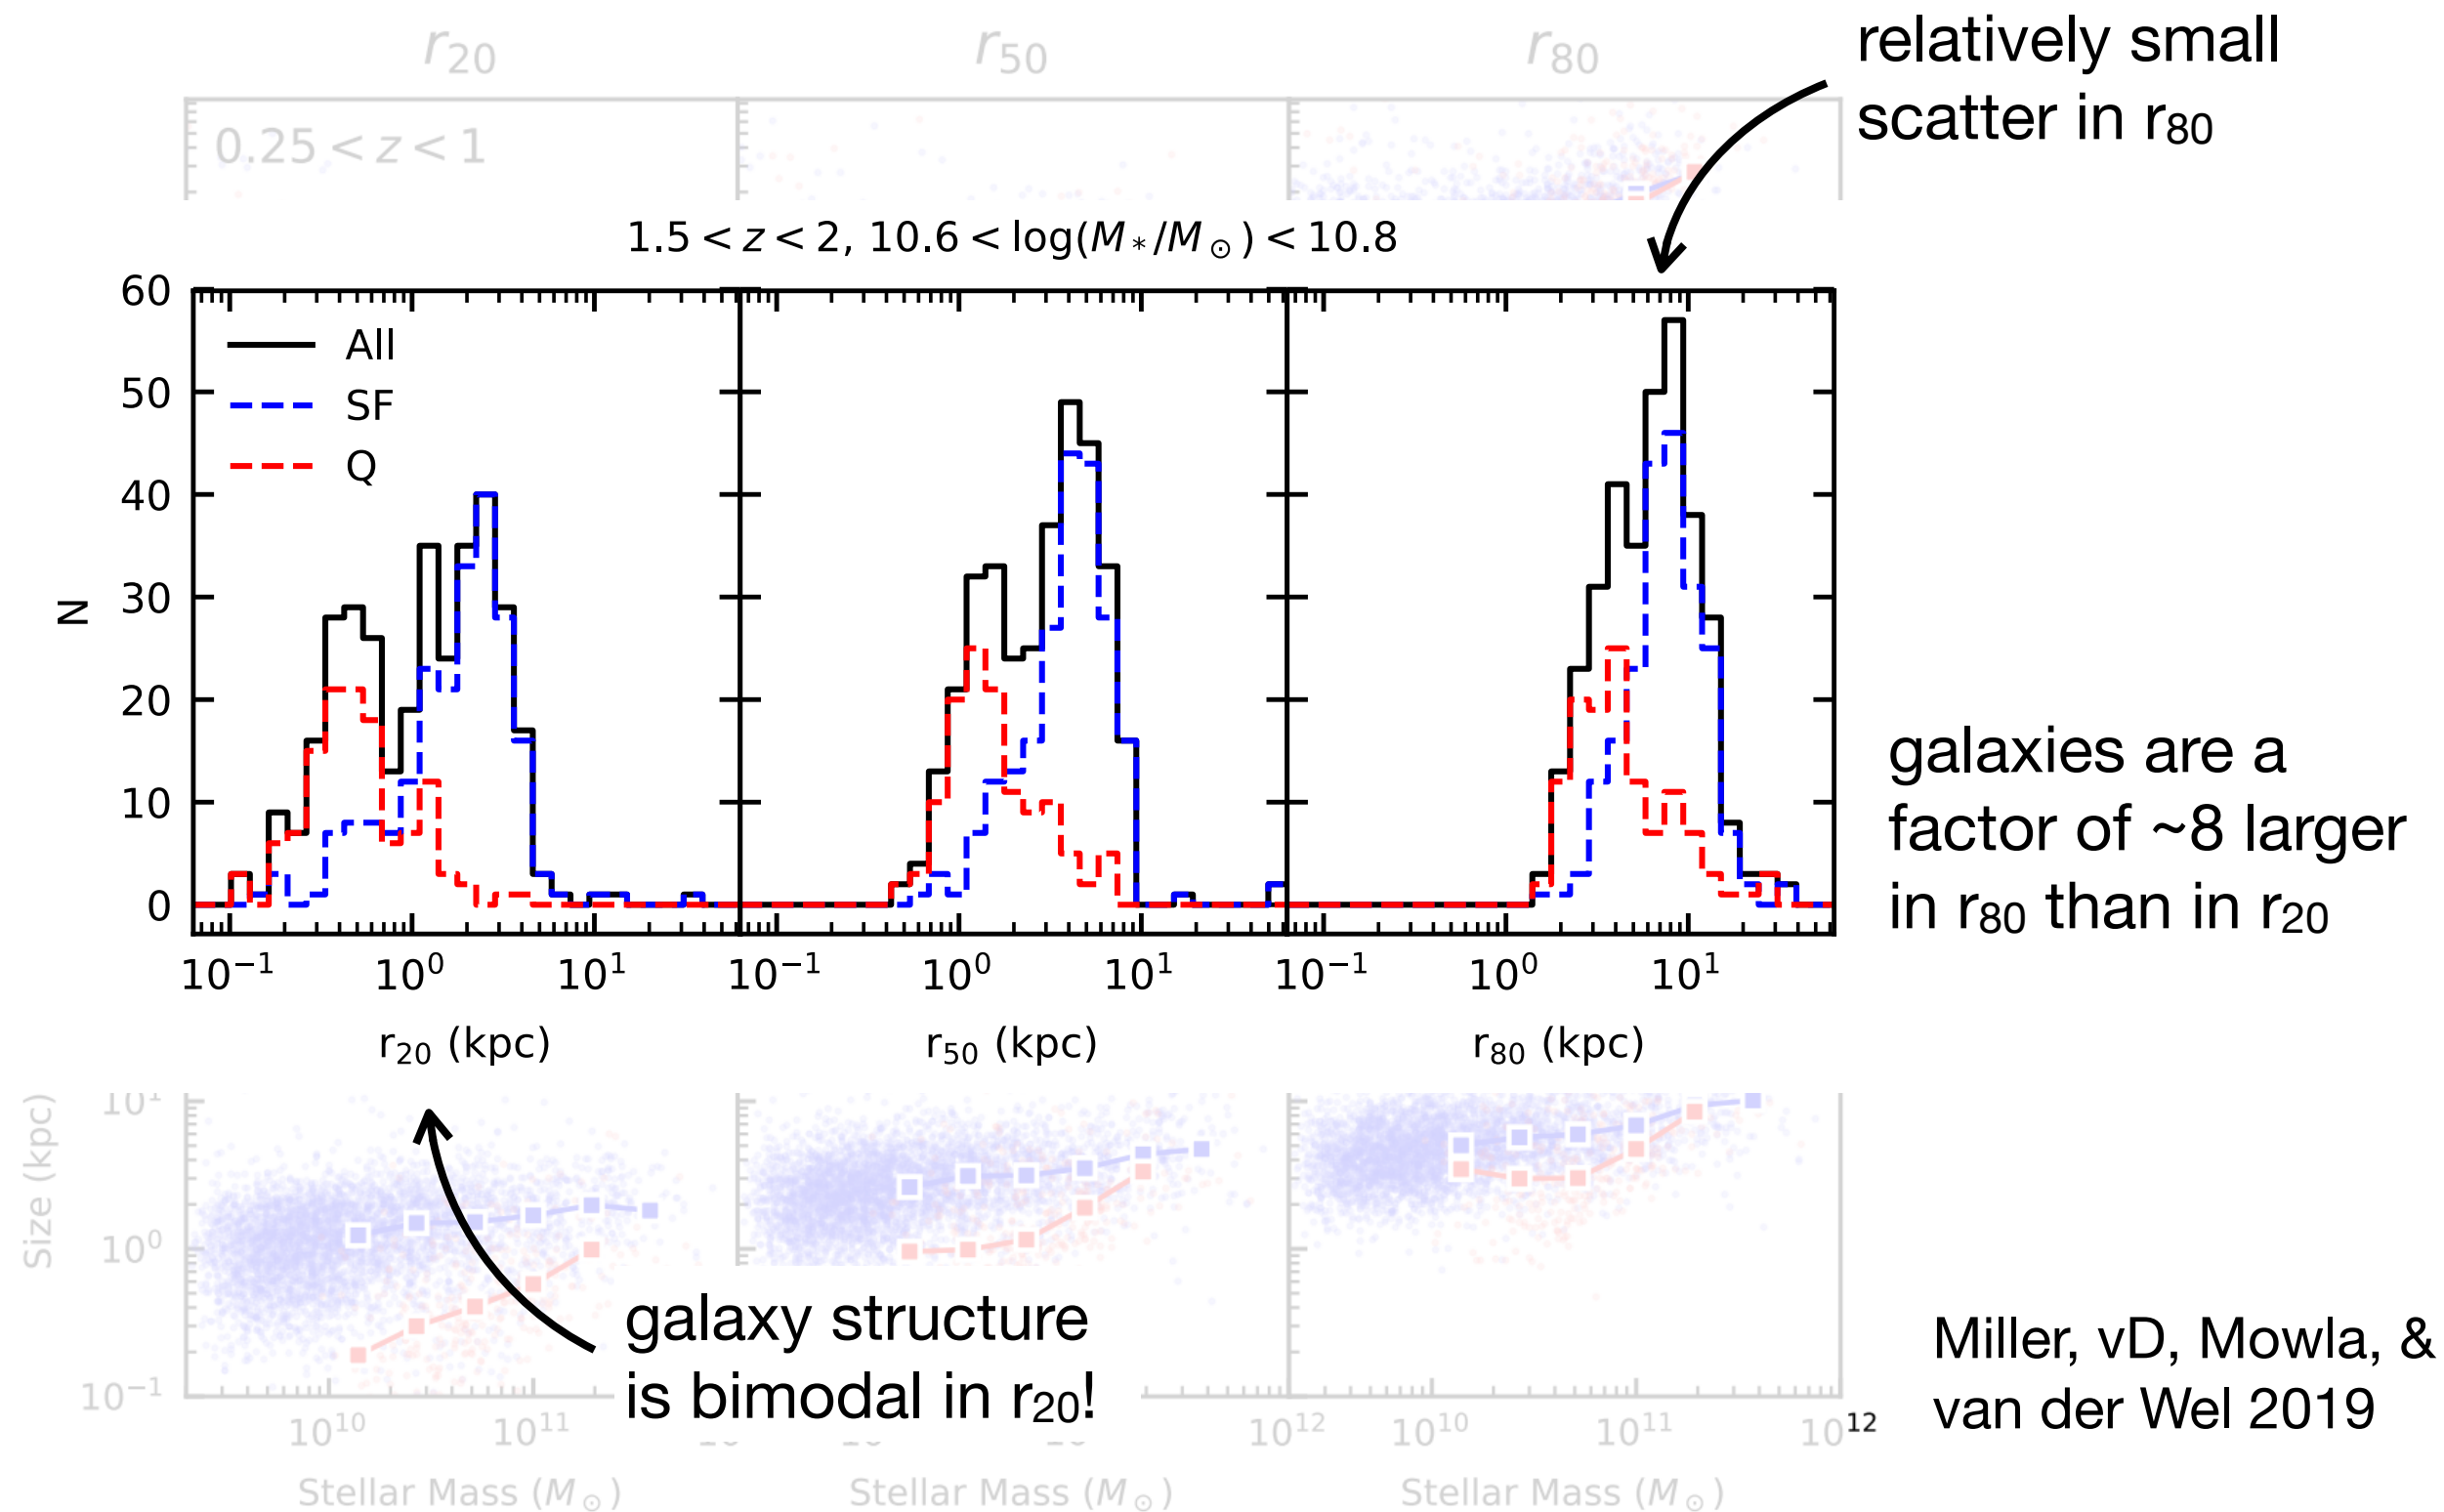 r20
r50
r80
relatively small
scatter in r80
0.25 < z < 1
1.5 < z < 2, 10.6 < log(M*/M⊙) < 10.8
60
50
40
30
20
10
0
N
All
SF
Q
10⁻¹
10⁰
10¹
10⁻¹
10⁰
10¹
10⁻¹
10⁰
10¹
r20 (kpc)
r50 (kpc)
r80 (kpc)
galaxies are a
factor of ~8 larger
in r80 than in r20
Size (kpc)
10¹
10⁰
10⁻¹
galaxy structure
is bimodal in r20!
10¹⁰
10¹¹
10¹²
10¹⁰
10¹¹
10¹²
Stellar Mass (M⊙)
Stellar Mass (M⊙)
Stellar Mass (M⊙)
Miller, vD, Mowla, &
van der Wel 2019